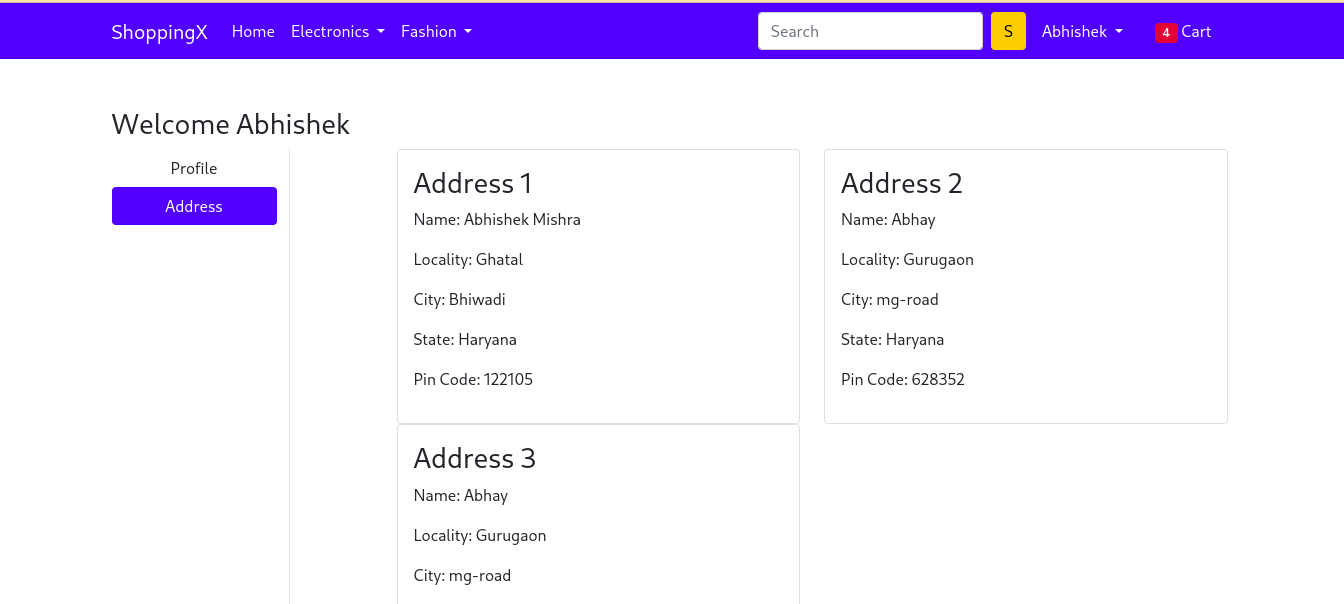 ShoppingX Home Electronics Fashion Search S Abhishek 4 Cart
Welcome Abhishek
Profile
Address
Address 1
Name: Abhishek Mishra
Locality: Ghatal
City: Bhiwadi
State: Haryana
Pin Code: 122105
Address 2
Name: Abhay
Locality: Gurugaon
City: mg-road
State: Haryana
Pin Code: 628352
Address 3
Name: Abhay
Locality: Gurugaon
City: mg-road